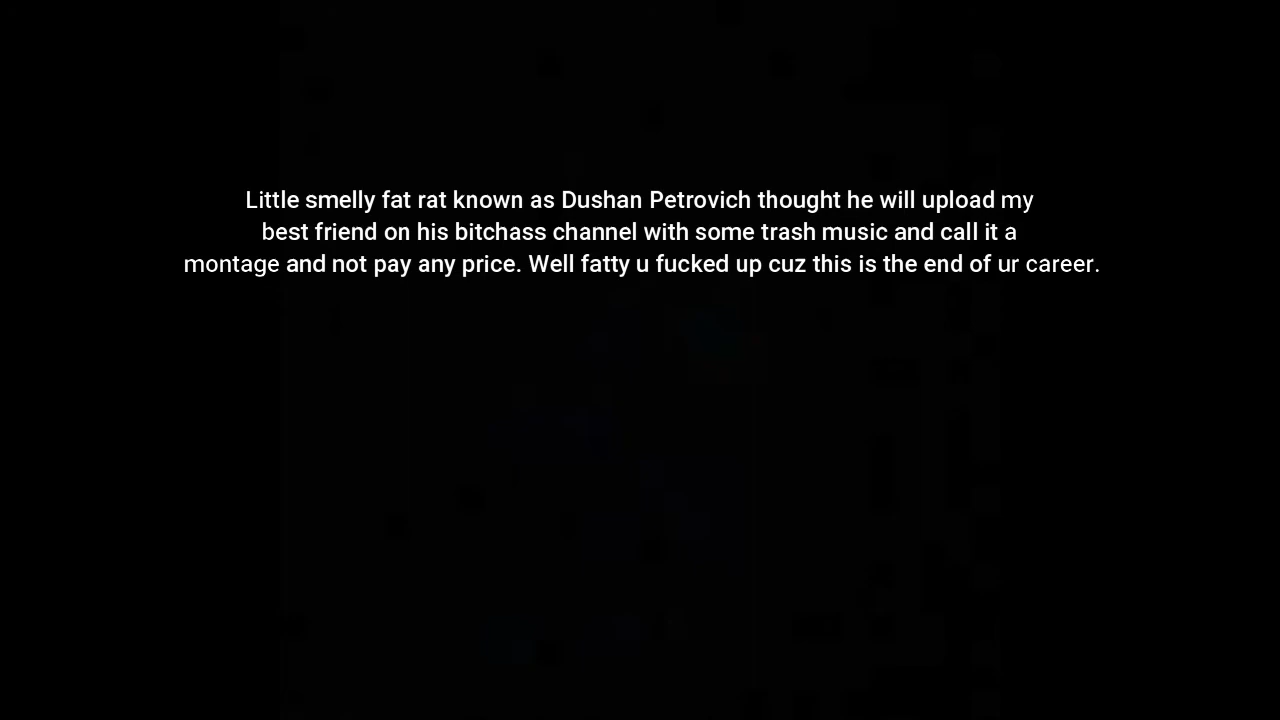 Little smelly fat rat known as Dushan Petrovich thought he will upload my
best friend on his bitchass channel with some trash music and call it a
montage and not pay any price. Well fatty u fucked up cuz this is the end of ur career.